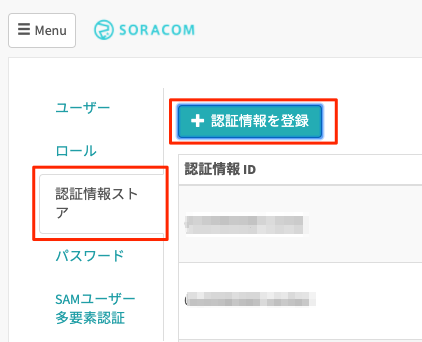 Menu
SORACOM
ユーザー
ロール
認証情報スト
ア
パスワード
SAMユーザー
多要素認証
+ 認証情報を登録
認証情報 ID